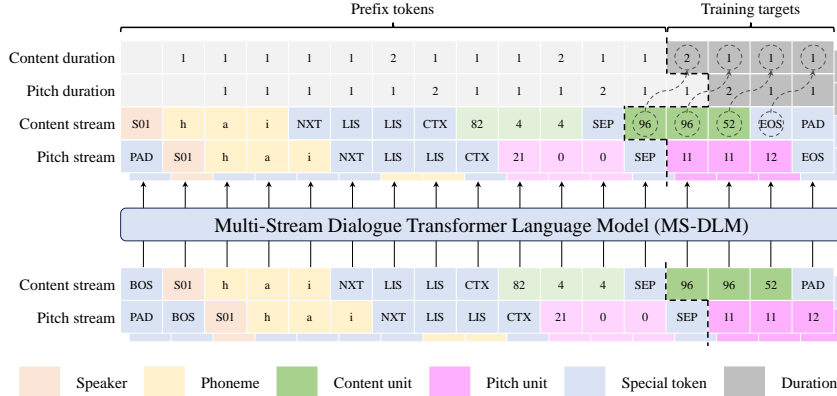 Prefix tokens Training targets
Content duration 1 1 1 1 1 2 1 1 1 2 1 1 2 1 1 1
Pitch duration 1 1 1 1 1 2 1 1 1 2 1 1 2 1 1
Content stream S01 h a i NXT LIS LIS CTX 82 4 4 SEP 96 96 52 EOS PAD
Pitch stream PAD S01 h a i NXT LIS LIS CTX 21 0 0 SEP 11 11 12 EOS
Multi-Stream Dialogue Transformer Language Model (MS-DLM)
Content stream BOS S01 h a i NXT LIS LIS CTX 82 4 4 SEP 96 96 52 PAD
Pitch stream PAD BOS S01 h a i NXT LIS LIS CTX 21 0 0 SEP 11 11 12
Speaker Phoneme Content unit Pitch unit Special token Duration